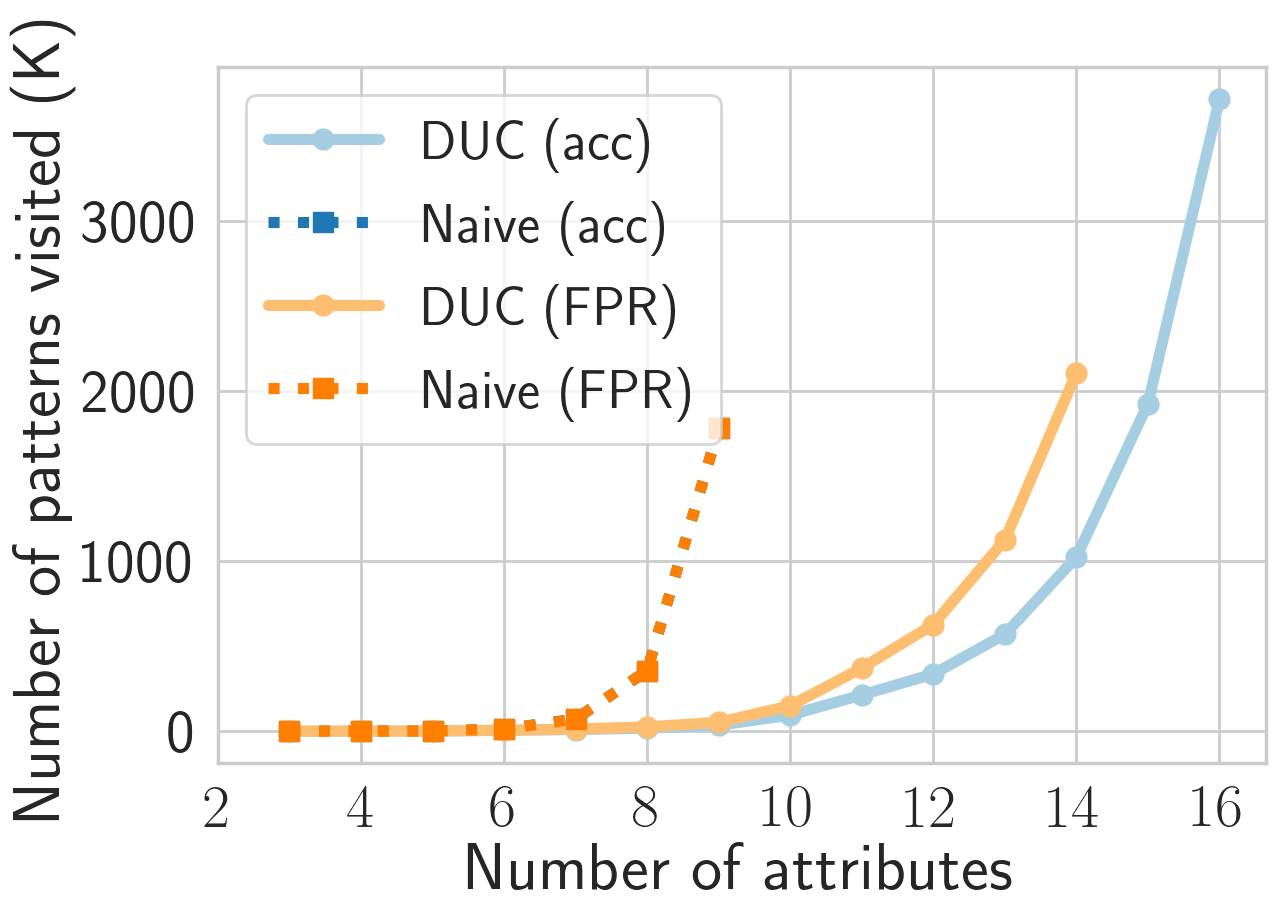 Number of patterns visited (K)
DUC (acc)
Naive (acc)
DUC (FPR)
Naive (FPR)
3000
2000
1000
0
2 4 6 8 10 12 14 16
Number of attributes